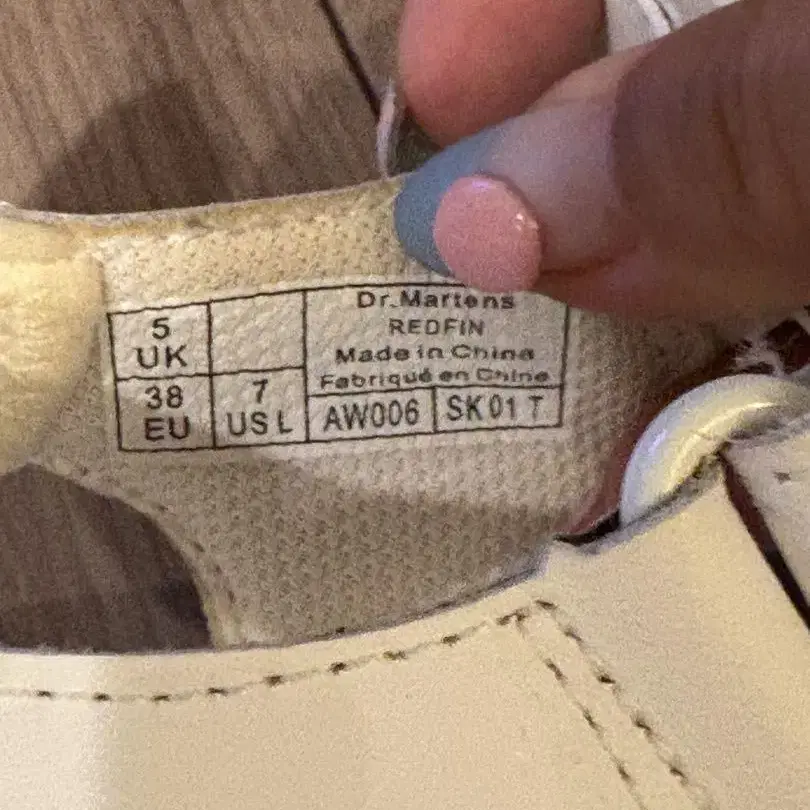 5
UK
38
EU
7
US L
Dr.Martens
REDFIN
Made in China
Fabriqué en Chine
AW006
SK01 T